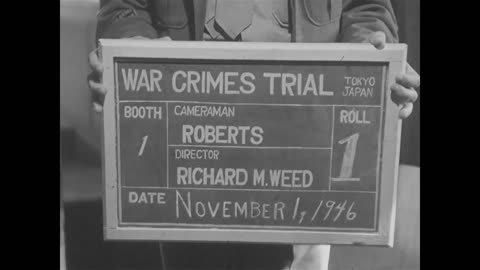 WAR CRIMES TRIAL TOKYO JAPAN
BOOTH
1
CAMERAMAN
ROBERTS
DIRECTOR
RICHARD M. WEED
ROLL
1
DATE NOVEMBER 1, 1946